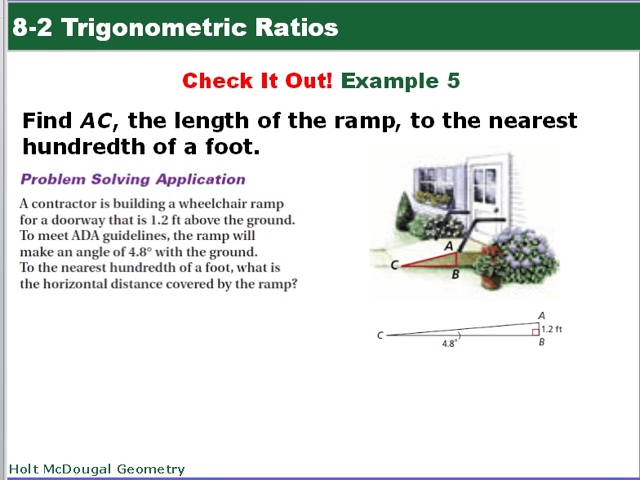 8-2 Trigonometric Ratios
Check It Out! Example 5
Find AC, the length of the ramp, to the nearest
hundredth of a foot.
Problem Solving Application
A contractor is building a wheelchair ramp
for a doorway that is 1.2 ft above the ground.
To meet ADA guidelines, the ramp will
make an angle of 4.8° with the ground.
To the nearest hundredth of a foot, what is
the horizontal distance covered by the ramp?
A
C
B
A
C
1.2 ft
4.8°
B
Holt McDougal Geometry